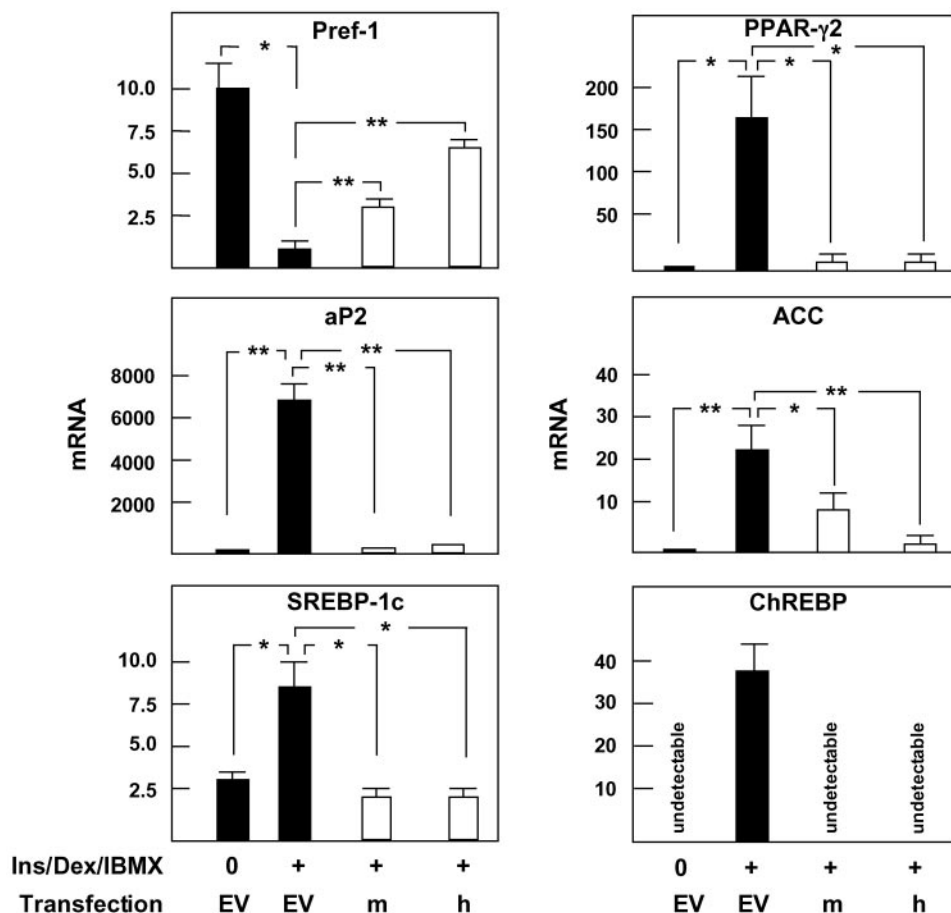 Pref-1
*
10.0
**
7.5
5.0
**
2.5
PPAR-γ2
*
200
* *
150
100
50
aP2
** **
8000
**
6000
4000
2000
mRNA
ACC
40
**
30
** *
20
10
mRNA
SREBP-1c
*
10.0
* *
7.5
5.0
2.5
ChREBP
40
30
20
10
undetectable
undetectable
undetectable
Ins/Dex/IBMX 0 + + + 0 + + +
Transfection EV EV m h EV EV m h